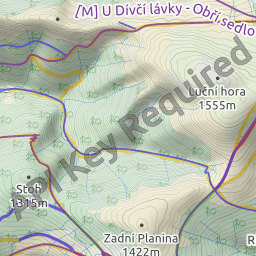 [M] U Dívčí lávky - Obří sedlo
Luční hora
1555m
API Key Required
Stoh
1315m
Zadní Planina
1422m
R